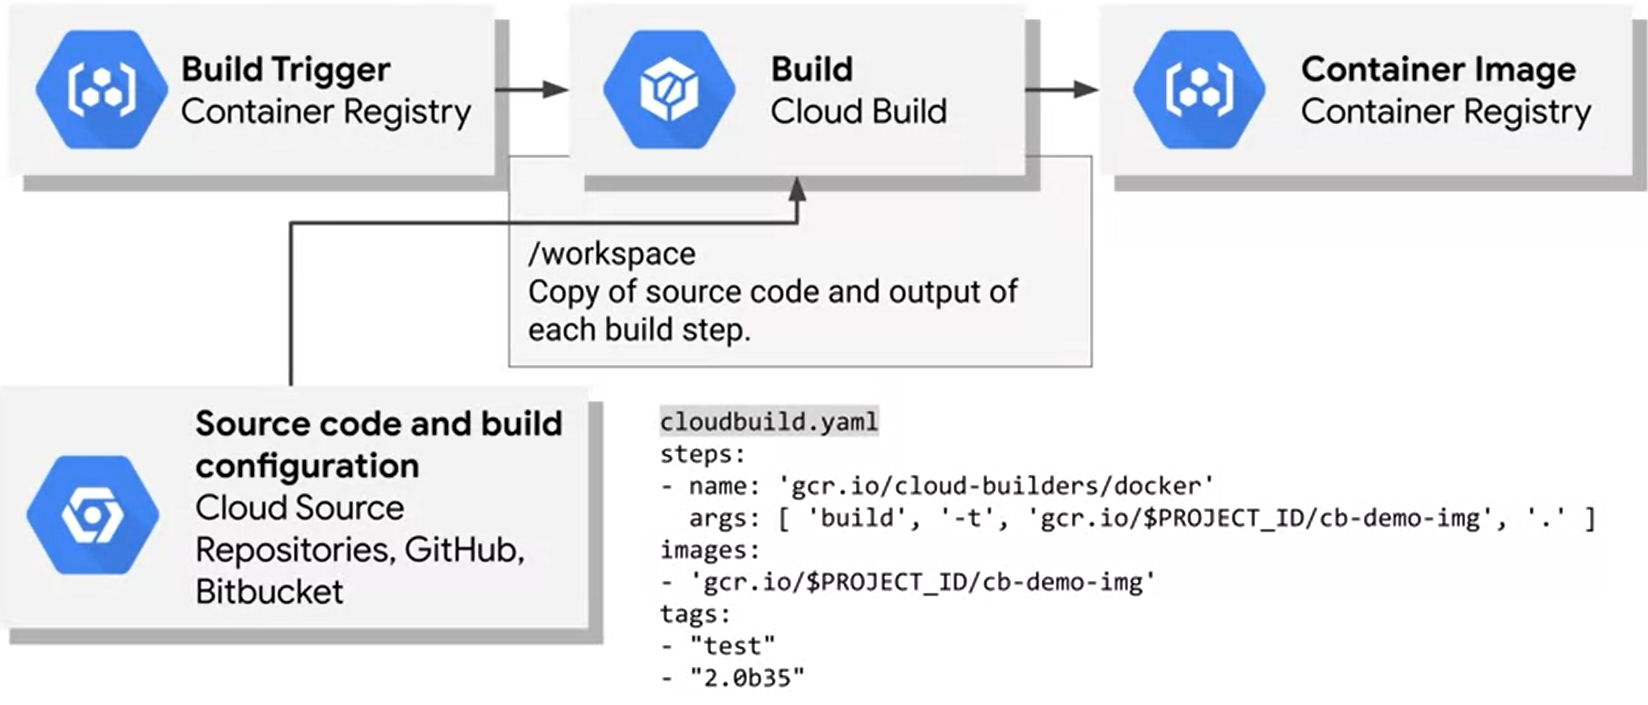 Build Trigger
Container Registry
Build
Cloud Build
Container Image
Container Registry
/workspace
Copy of source code and output of
each build step.
Source code and build
configuration
Cloud Source
Repositories, GitHub,
Bitbucket
cloudbuild.yaml
steps:
- name: 'gcr.io/cloud-builders/docker'
  args: [ 'build', '-t', 'gcr.io/$PROJECT_ID/cb-demo-img', '.' ]
images:
- 'gcr.io/$PROJECT_ID/cb-demo-img'
tags:
- "test"
- "2.0b35"